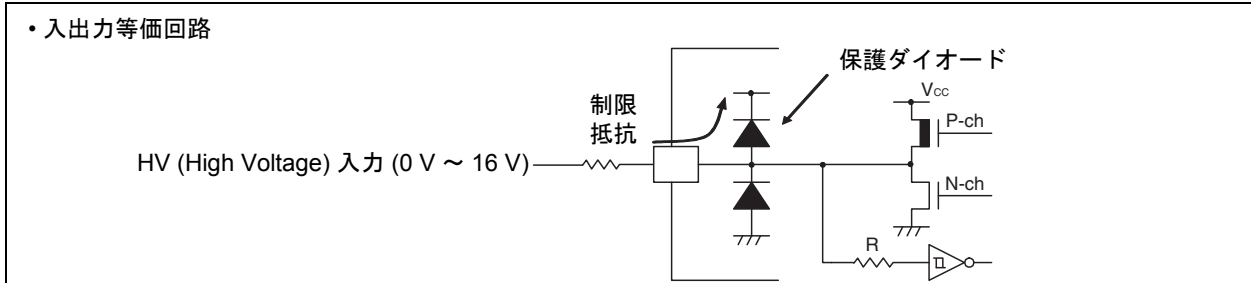 • 入出力等価回路
保護ダイオード
制限
抵抗
Vcc
P-ch
HV (High Voltage) 入力 (0 V ～ 16 V)
N-ch
R